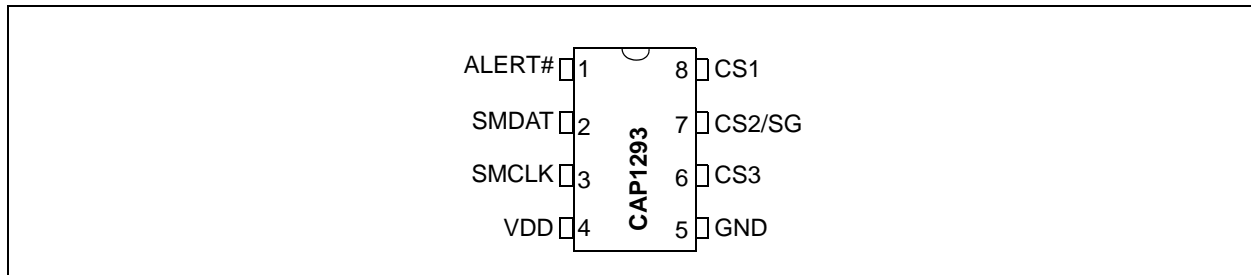 ALERT# 1 8 CS1
SMDAT 2 7 CS2/SG
SMCLK 3 6 CS3
VDD 4 5 GND
CAP1293